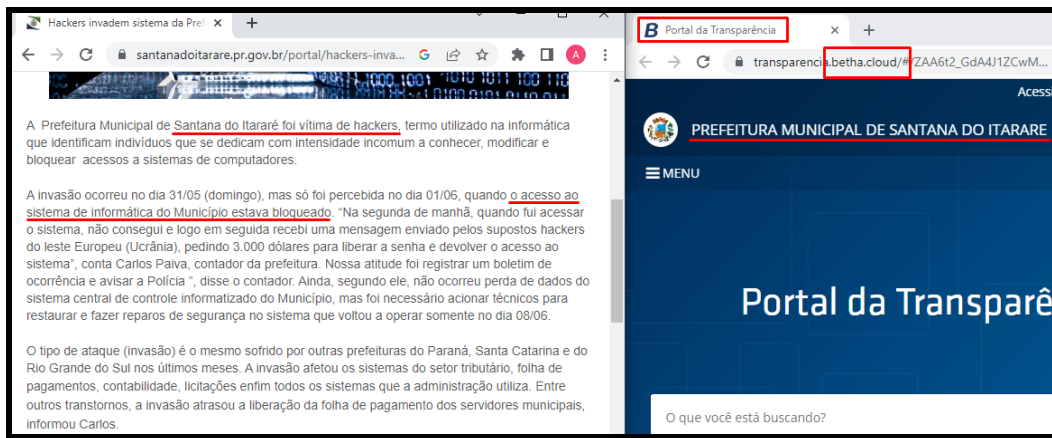 Hackers invadem sistema da Pref
santanadoitarare.pr.gov.br/portal/hackers-inva...
A Prefeitura Municipal de Santana do Itararé foi vítima de hackers, termo utilizado na informática
que identificam indivíduos que se dedicam com intensidade incomum a conhecer, modificar e
bloquear acessos a sistemas de computadores.
A invasão ocorreu no dia 31/05 (domingo), mas só foi percebida no dia 01/06, quando o acesso ao
sistema de informática do Município estava bloqueado. “Na segunda de manhã, quando fui acessar
o sistema, não consegui e logo em seguida recebi uma mensagem enviado pelos supostos hackers
do leste Europeu (Ucrânia), pedindo 3.000 dólares para liberar a senha e devolver o acesso ao
sistema”, conta Carlos Paiva, contador da prefeitura. Nossa atitude foi registrar um boletim de
ocorrência e avisar a Polícia “, disse o contador. Ainda, segundo ele, não ocorreu perda de dados do
sistema central de controle informatizado do Município, mas foi necessário acionar técnicos para
restaurar e fazer reparos de segurança no sistema que voltou a operar somente no dia 08/06.
O tipo de ataque (invasão) é o mesmo sofrido por outras prefeituras do Paraná, Santa Catarina e do
Rio Grande do Sul nos últimos meses. A invasão afetou os sistemas do setor tributário, folha de
pagamentos, contabilidade, licitações enfim todos os sistemas que a administração utiliza. Entre
outros transtornos, a invasão atrasou a liberação da folha de pagamento dos servidores municipais,
informou Carlos.
B Portal da Transparência
transparencia.betha.cloud/#/ZAA6t2_GdA4J1ZCwM...
Acessi
PREFEITURA MUNICIPAL DE SANTANA DO ITARARE
MENU
Portal da Transparê
O que você está buscando?